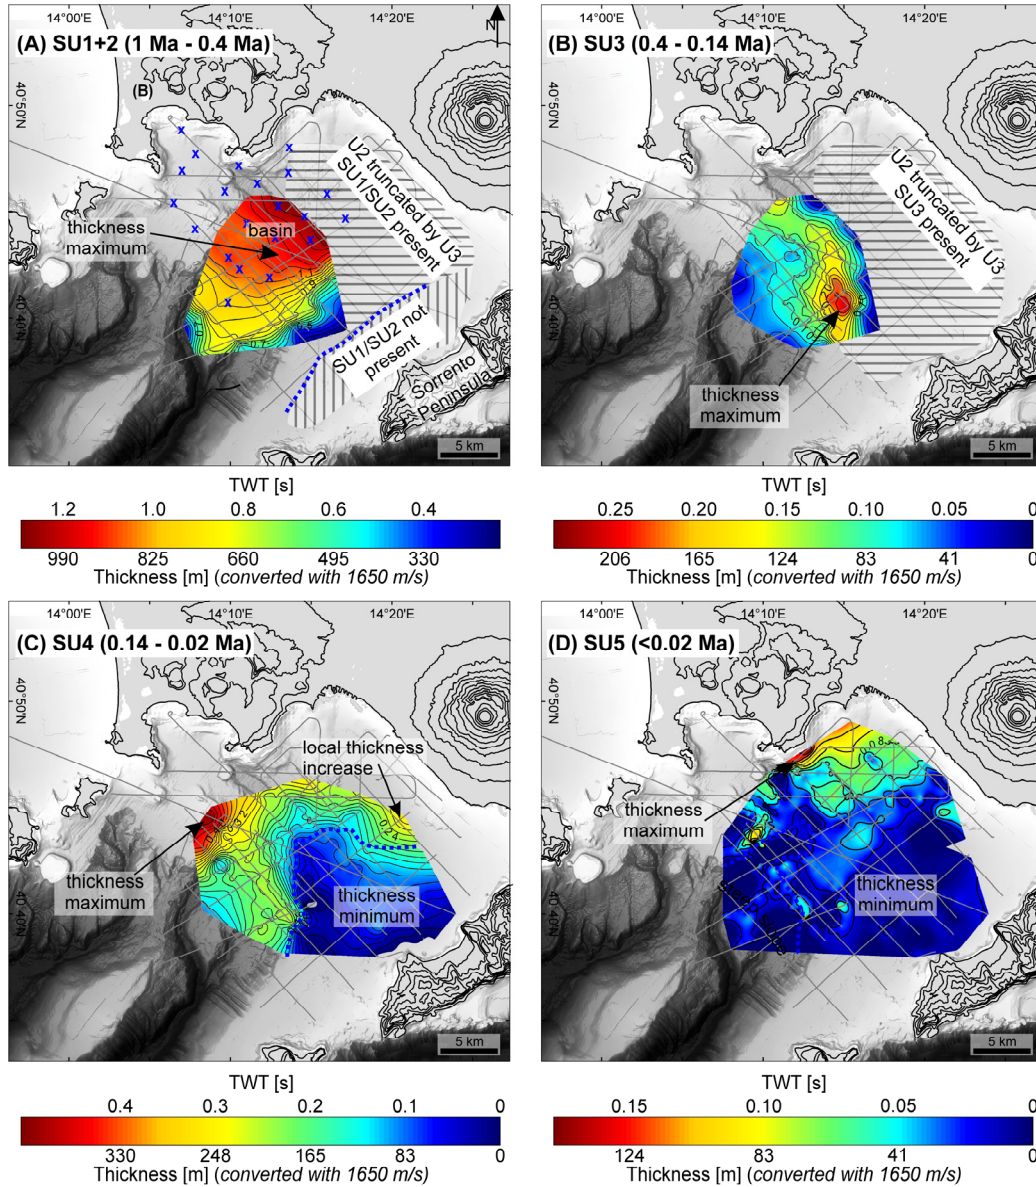 14°00'E 14°10'E 14°20'E
N
(A) SU1+2 (1 Ma - 0.4 Ma)
(B)
40°50'N
U2 truncated by U3
SU1/SU2 present
basin
thickness
maximum
40°40'N
SU1/SU2 not
present
Sorrento
Peninsula
5 km
TWT [s]
1.2 1.0 0.8 0.6 0.4
990 825 660 495 330
Thickness [m] (converted with 1650 m/s)
14°10'E 14°20'E
(B) SU3 (0.4 - 0.14 Ma)
40°50'N
U2 truncated by U3
SU3 present
40°40'N
thickness
maximum
5 km
TWT [s]
0.25 0.20 0.15 0.10 0.05 0
206 165 124 83 41 0
Thickness [m] (converted with 1650 m/s)
14°00'E 14°10'E 14°20'E
(C) SU4 (0.14 - 0.02 Ma)
40°50'N
local thickness
increase
0.24
thickness
maximum
thickness
minimum
40°40'N
5 km
TWT [s]
0.4 0.3 0.2 0.1 0
330 248 165 83 0
Thickness [m] (converted with 1650 m/s)
14°10'E 14°20'E
(D) SU5 (<0.02 Ma)
40°50'N
thickness
maximum
thickness
minimum
40°40'N
5 km
TWT [s]
0.15 0.10 0.05 0
124 83 41 0
Thickness [m] (converted with 1650 m/s)